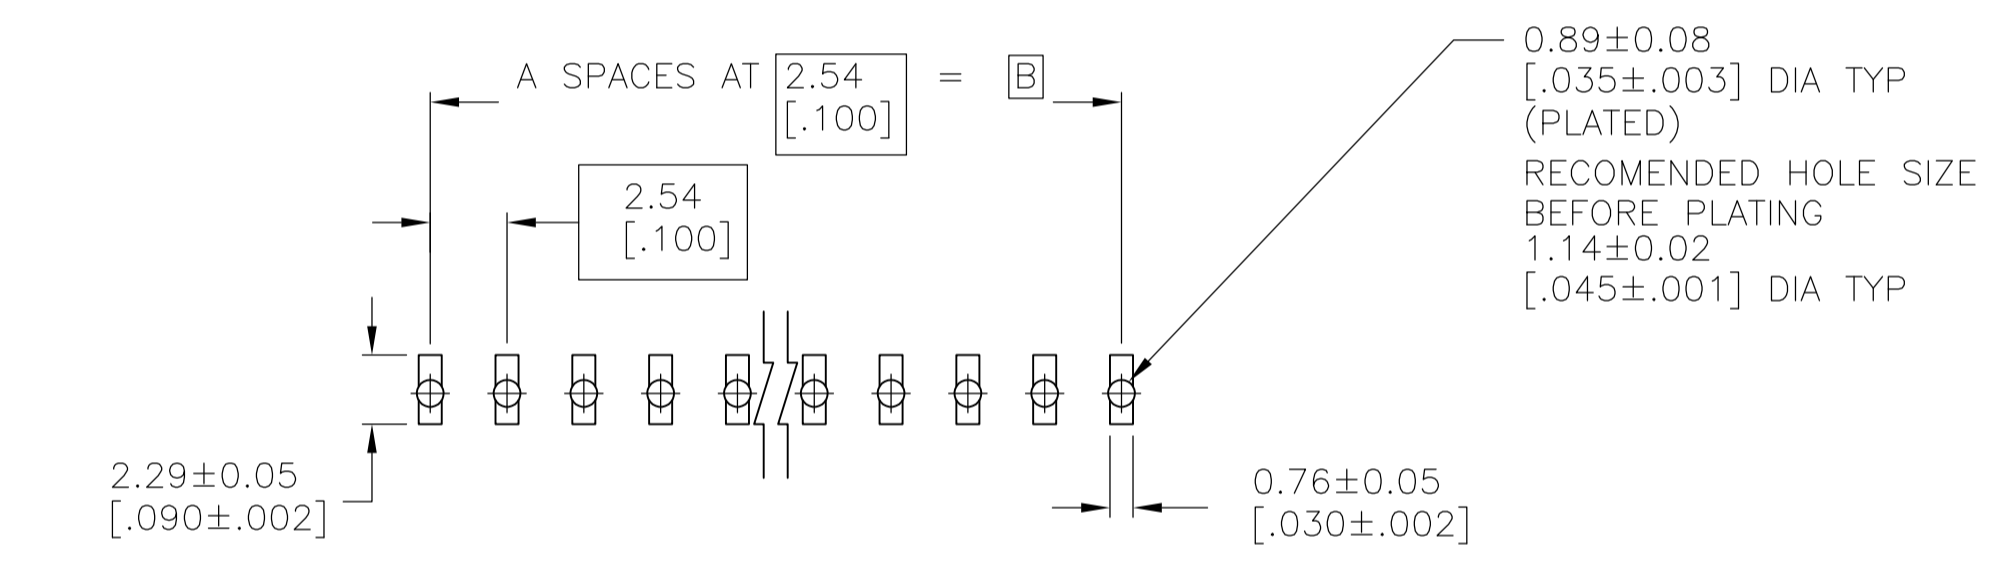 A SPACES AT 2.54 = B
[.100]
2.54
[.100]
0.89±0.08
[.035±.003] DIA TYP
(PLATED)
RECOMENDED HOLE SIZE
BEFORE PLATING
1.14±0.02
[.045±.001] DIA TYP
2.29±0.05
[.090±.002]
0.76±0.05
[.030±.002]